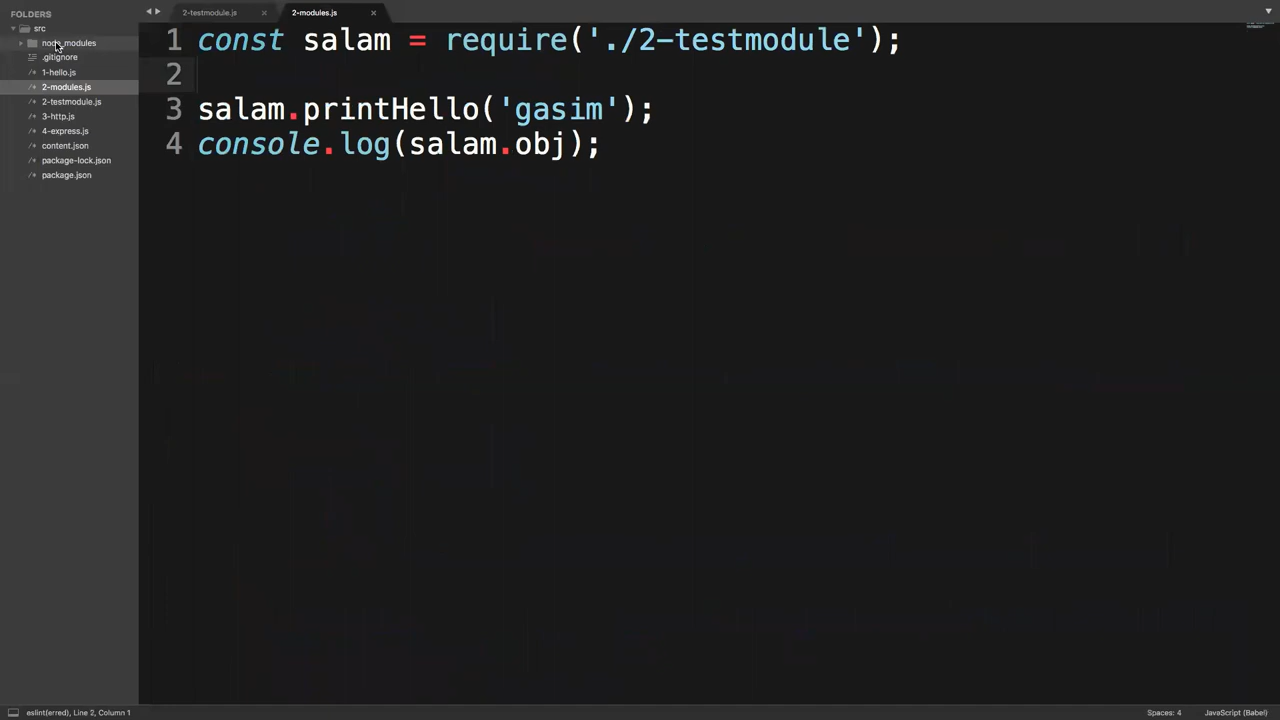 FOLDERS
src
node_modules
.gitignore
1-hello.js
2-modules.js
2-testmodule.js
3-http.js
4-express.js
content.json
package-lock.json
package.json
2-testmodule.js
2-modules.js
1 const salam = require('./2-testmodule');
2
3 salam.printHello('gasim');
4 console.log(salam.obj);
eslint(erred), Line 2, Column 1
Spaces: 4
JavaScript (Babel)